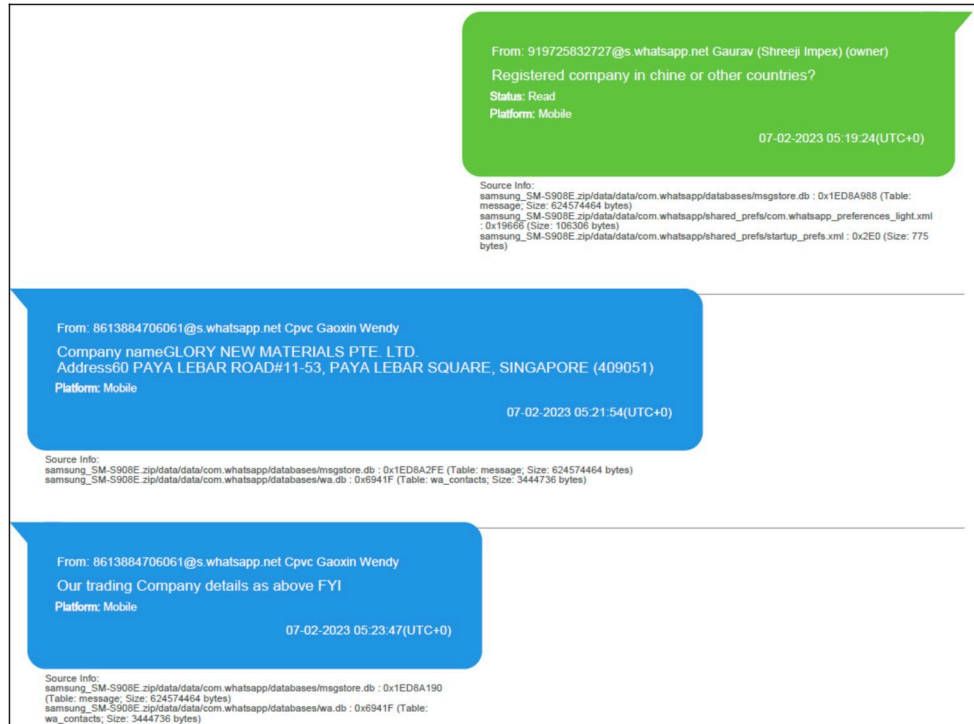 From: 919725832727@s.whatsapp.net Gaurav (Shreeji Impex) (owner)
Registered company in chine or other countries?
Status: Read
Platform: Mobile
07-02-2023 05:19:24(UTC+0)
Source Info:
samsung_SM-S908E.zip/data/data/com.whatsapp/databases/msgstore.db : 0x1ED8A988 (Table:
message; Size: 624574464 bytes)
samsung_SM-S908E.zip/data/data/com.whatsapp/shared_prefs/com.whatsapp_preferences_light.xml
: 0x19666 (Size: 106306 bytes)
samsung_SM-S908E.zip/data/data/com.whatsapp/shared_prefs/startup_prefs.xml : 0x2E0 (Size: 775
bytes)
From: 8613884706061@s.whatsapp.net Cpvc Gaoxin Wendy
Company nameGLORY NEW MATERIALS PTE. LTD.
Address60 PAYA LEBAR ROAD#11-53, PAYA LEBAR SQUARE, SINGAPORE (409051)
Platform: Mobile
07-02-2023 05:21:54(UTC+0)
Source Info:
samsung_SM-S908E.zip/data/data/com.whatsapp/databases/msgstore.db : 0x1ED8A2FE (Table: message; Size: 624574464 bytes)
samsung_SM-S908E.zip/data/data/com.whatsapp/databases/wa.db : 0x6941F (Table: wa_contacts; Size: 3444736 bytes)
From: 8613884706061@s.whatsapp.net Cpvc Gaoxin Wendy
Our trading Company details as above FYI
Platform: Mobile
07-02-2023 05:23:47(UTC+0)
Source Info:
samsung_SM-S908E.zip/data/data/com.whatsapp/databases/msgstore.db : 0x1ED8A190
(Table: message; Size: 624574464 bytes)
samsung_SM-S908E.zip/data/data/com.whatsapp/databases/wa.db : 0x6941F (Table:
wa_contacts; Size: 3444736 bytes)